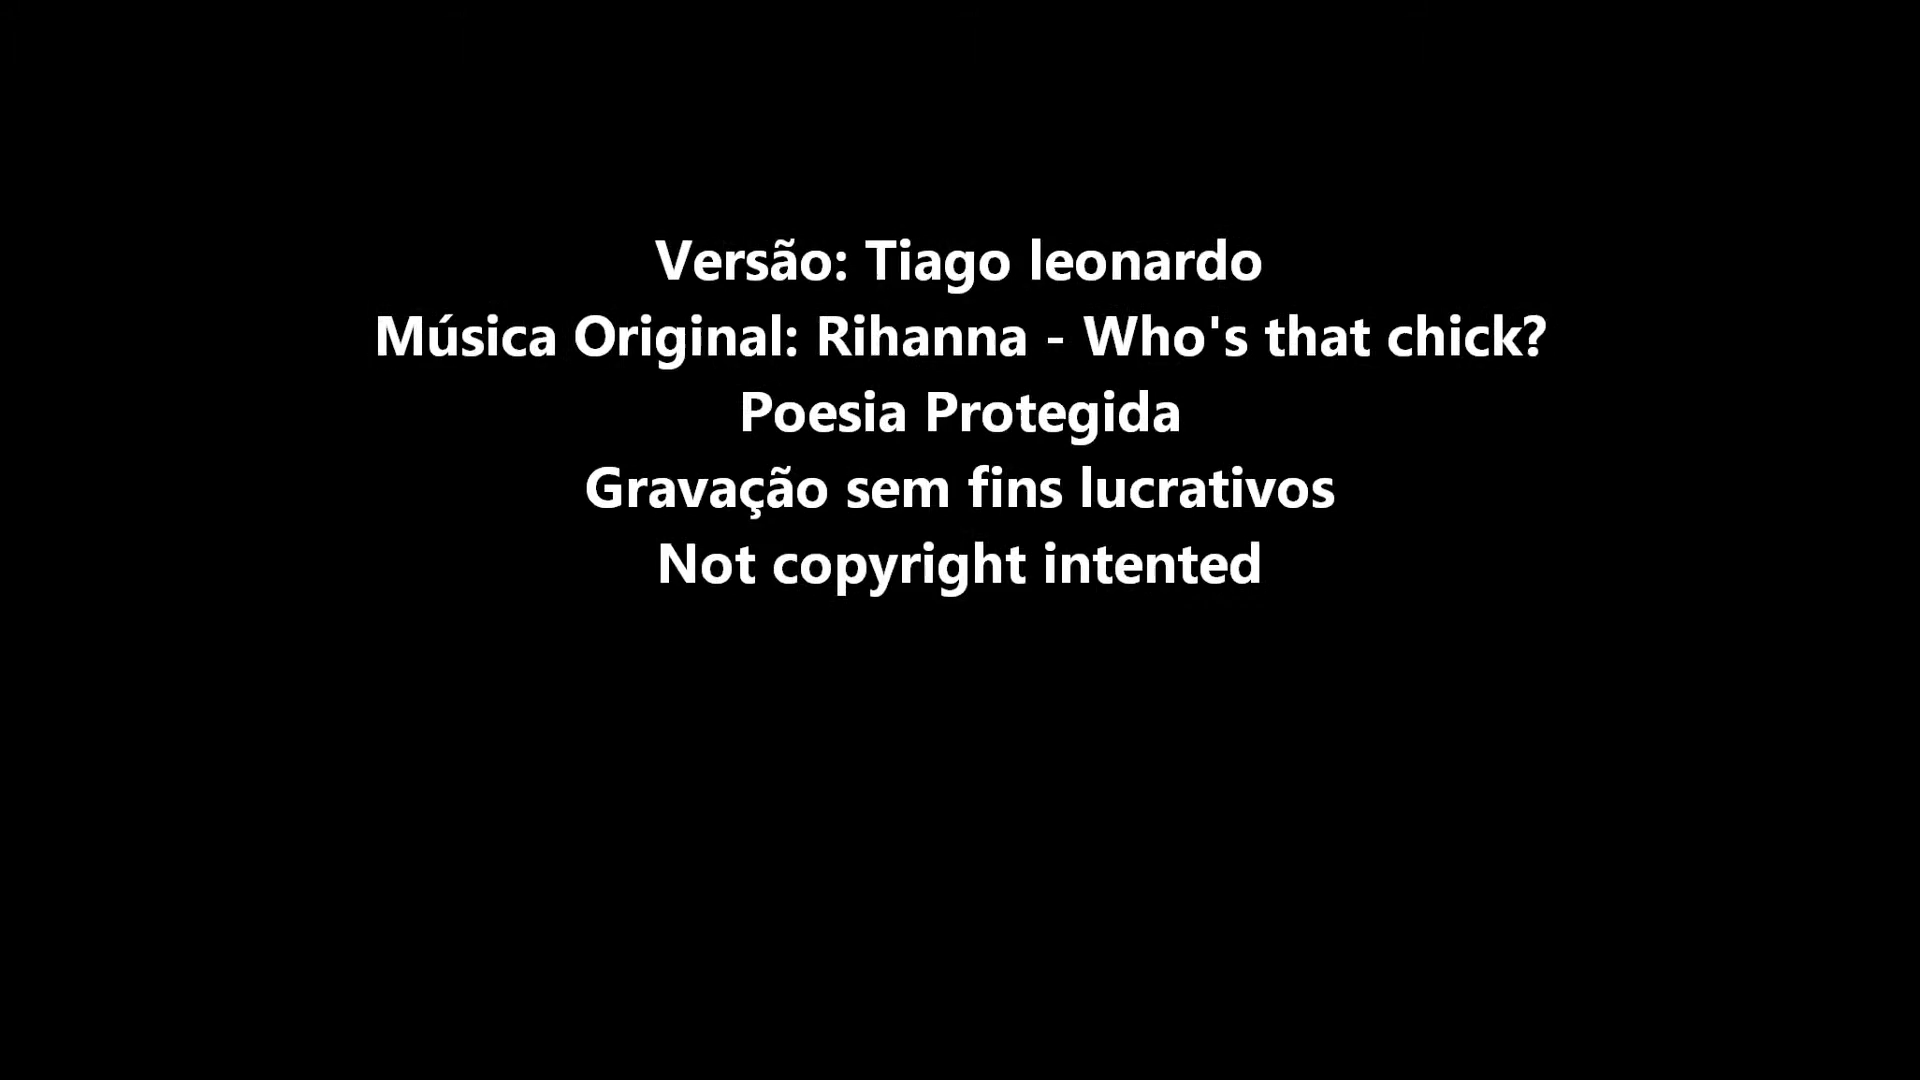 Versão: Tiago leonardo
Música Original: Rihanna - Who's that chick?
Poesia Protegida
Gravação sem fins lucrativos
Not copyright intented